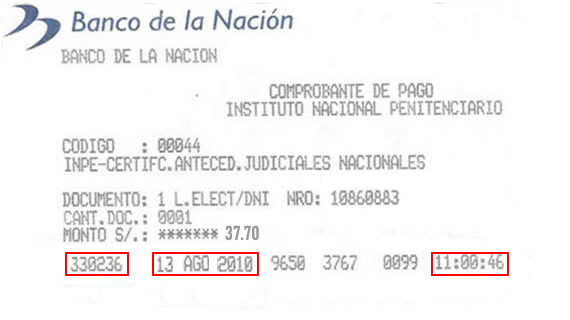 Banco de la Nación
BANCO DE LA NACION
COMPROBANTE DE PAGO
INSTITUTO NACIONAL PENITENCIARIO
CODIGO : 00044
INPE-CERTIFC.ANTECED.JUDICIALES NACIONALES
DOCUMENTO: 1 L.ELECT/DNI NRO: 10860883
CANT.DOC.: 0001
MONTO S/.: ******* 37.70
330236 13 AGO 2010 9650 3767 0099 11:00:46